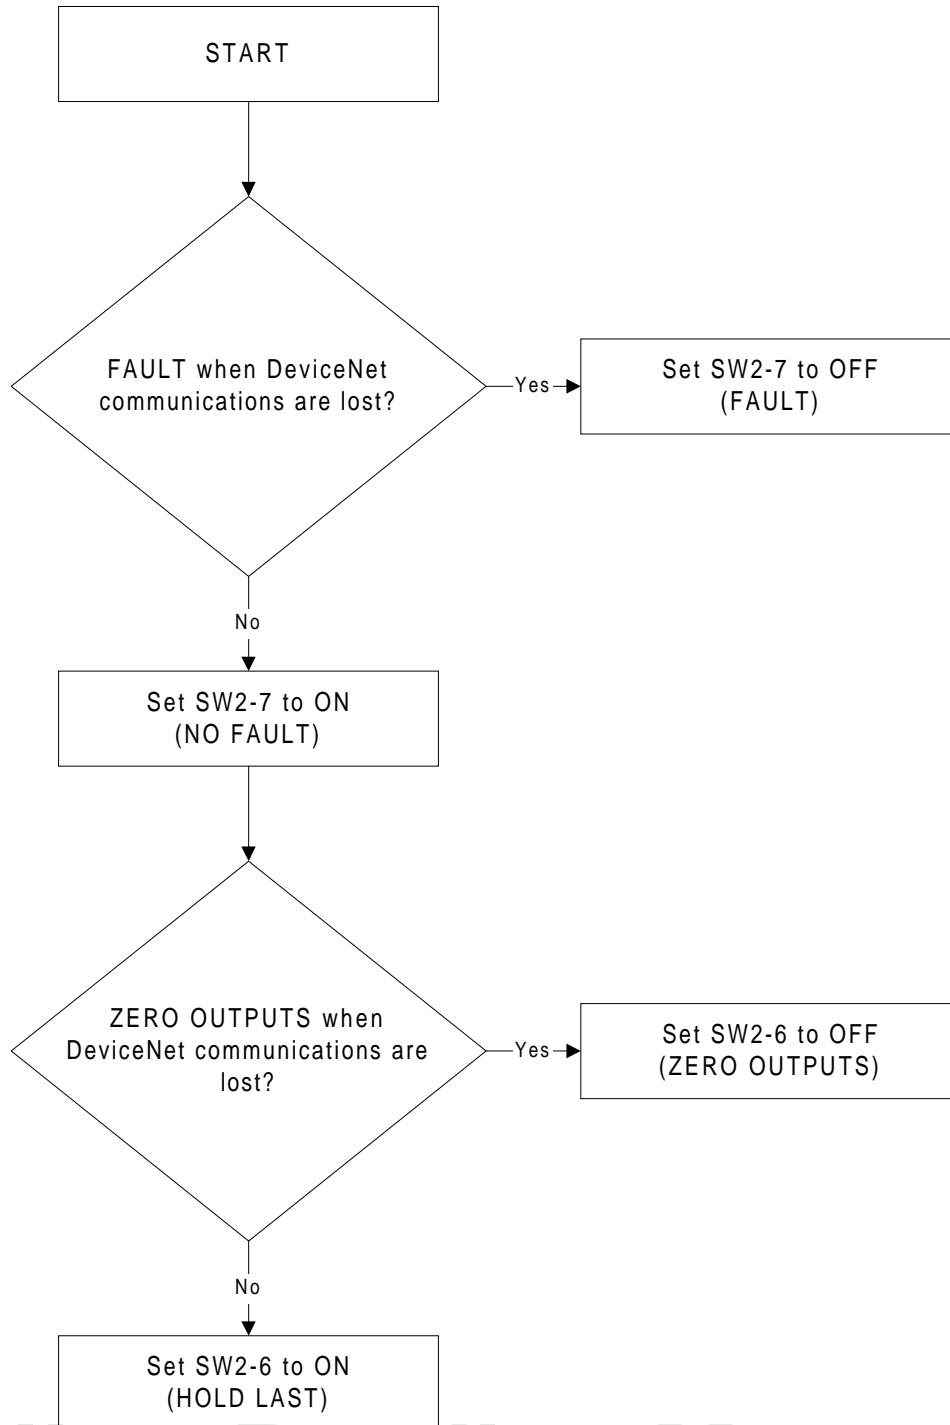 START
FAULT when DeviceNet
communications are lost?
Yes
Set SW2-7 to OFF
(FAULT)
No
Set SW2-7 to ON
(NO FAULT)
ZERO OUTPUTS when
DeviceNet communications are
lost?
Yes
Set SW2-6 to OFF
(ZERO OUTPUTS)
No
Set SW2-6 to ON
(HOLD LAST)